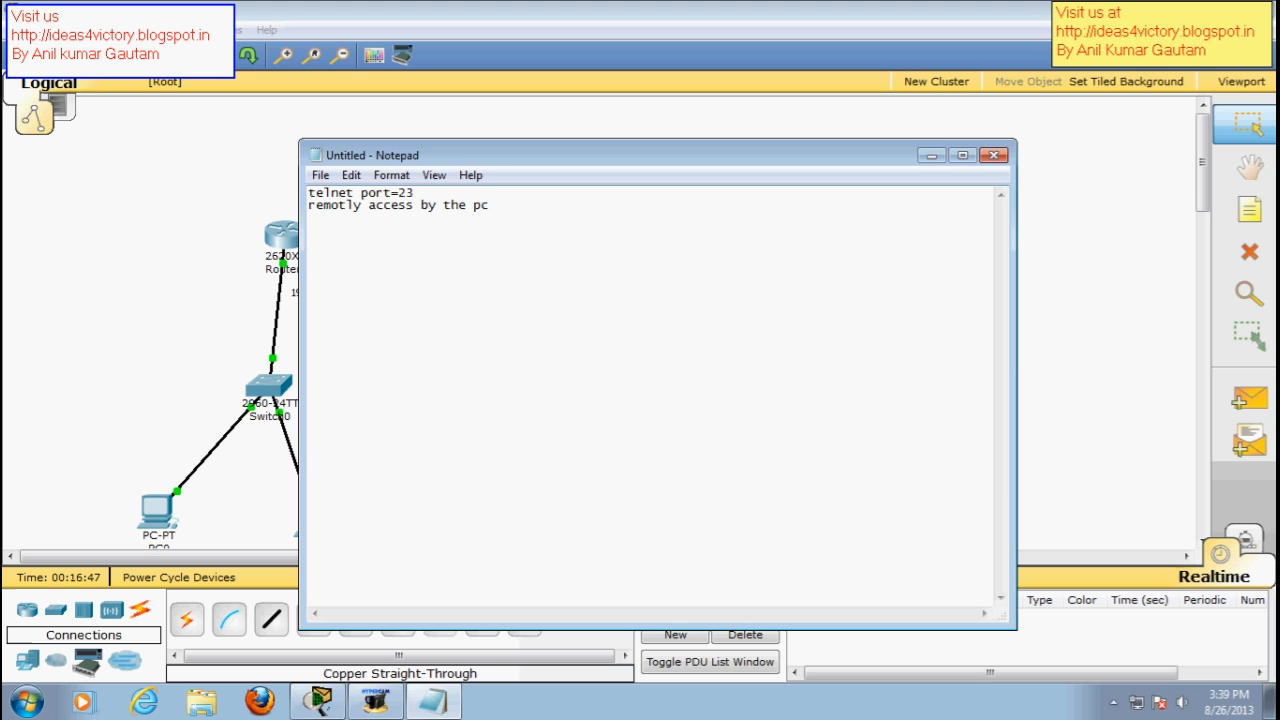 Visit us
http://ideas4victory.blogspot.in
By Anil kumar Gautam
Help
Visit us at
http://ideas4victory.blogspot.in
By Anil Kumar Gautam
Logical
[Root]
New Cluster
Move Object
Set Tiled Background
Viewport
Untitled - Notepad
File Edit Format View Help
telnet port=23
remotly access by the pc
Switch0
PC-PT
PC0
Time: 00:16:47
Power Cycle Devices
Realtime
Connections
Copper Straight-Through
New
Delete
Toggle PDU List Window
Type Color Time (sec) Periodic Num
3:39 PM
8/26/2013